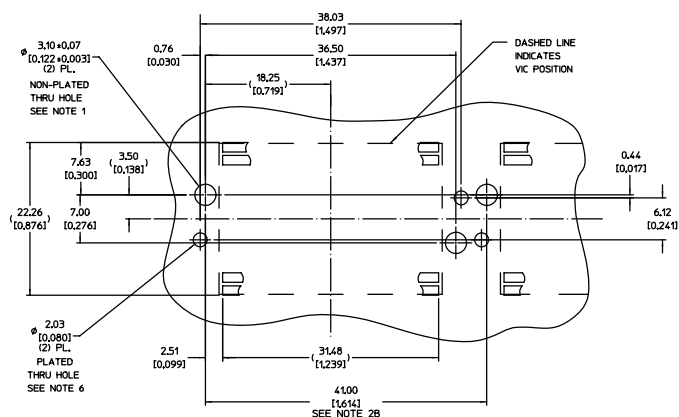 38.03
[1.497]
⌀ 3.10±0.07
[0.122±0.003]
(2) PL.
NON-PLATED
THRU HOLE
SEE NOTE 1
0.76
[0.030]
36.50
[1.437]
DASHED LINE
INDICATES
VIC POSITION
( 18.25 )
[0.719]
7.63
[0.300]
( 3.50 )
[0.138]
0.44
[0.017]
( 22.26 )
[0.876]
7.00
[0.276]
6.12
[0.241]
⌀ 2.03
[0.080]
(2) PL.
PLATED
THRU HOLE
SEE NOTE 6
2.51
[0.099]
31.48
[1.239]
41.00
[1.614]
SEE NOTE 2B